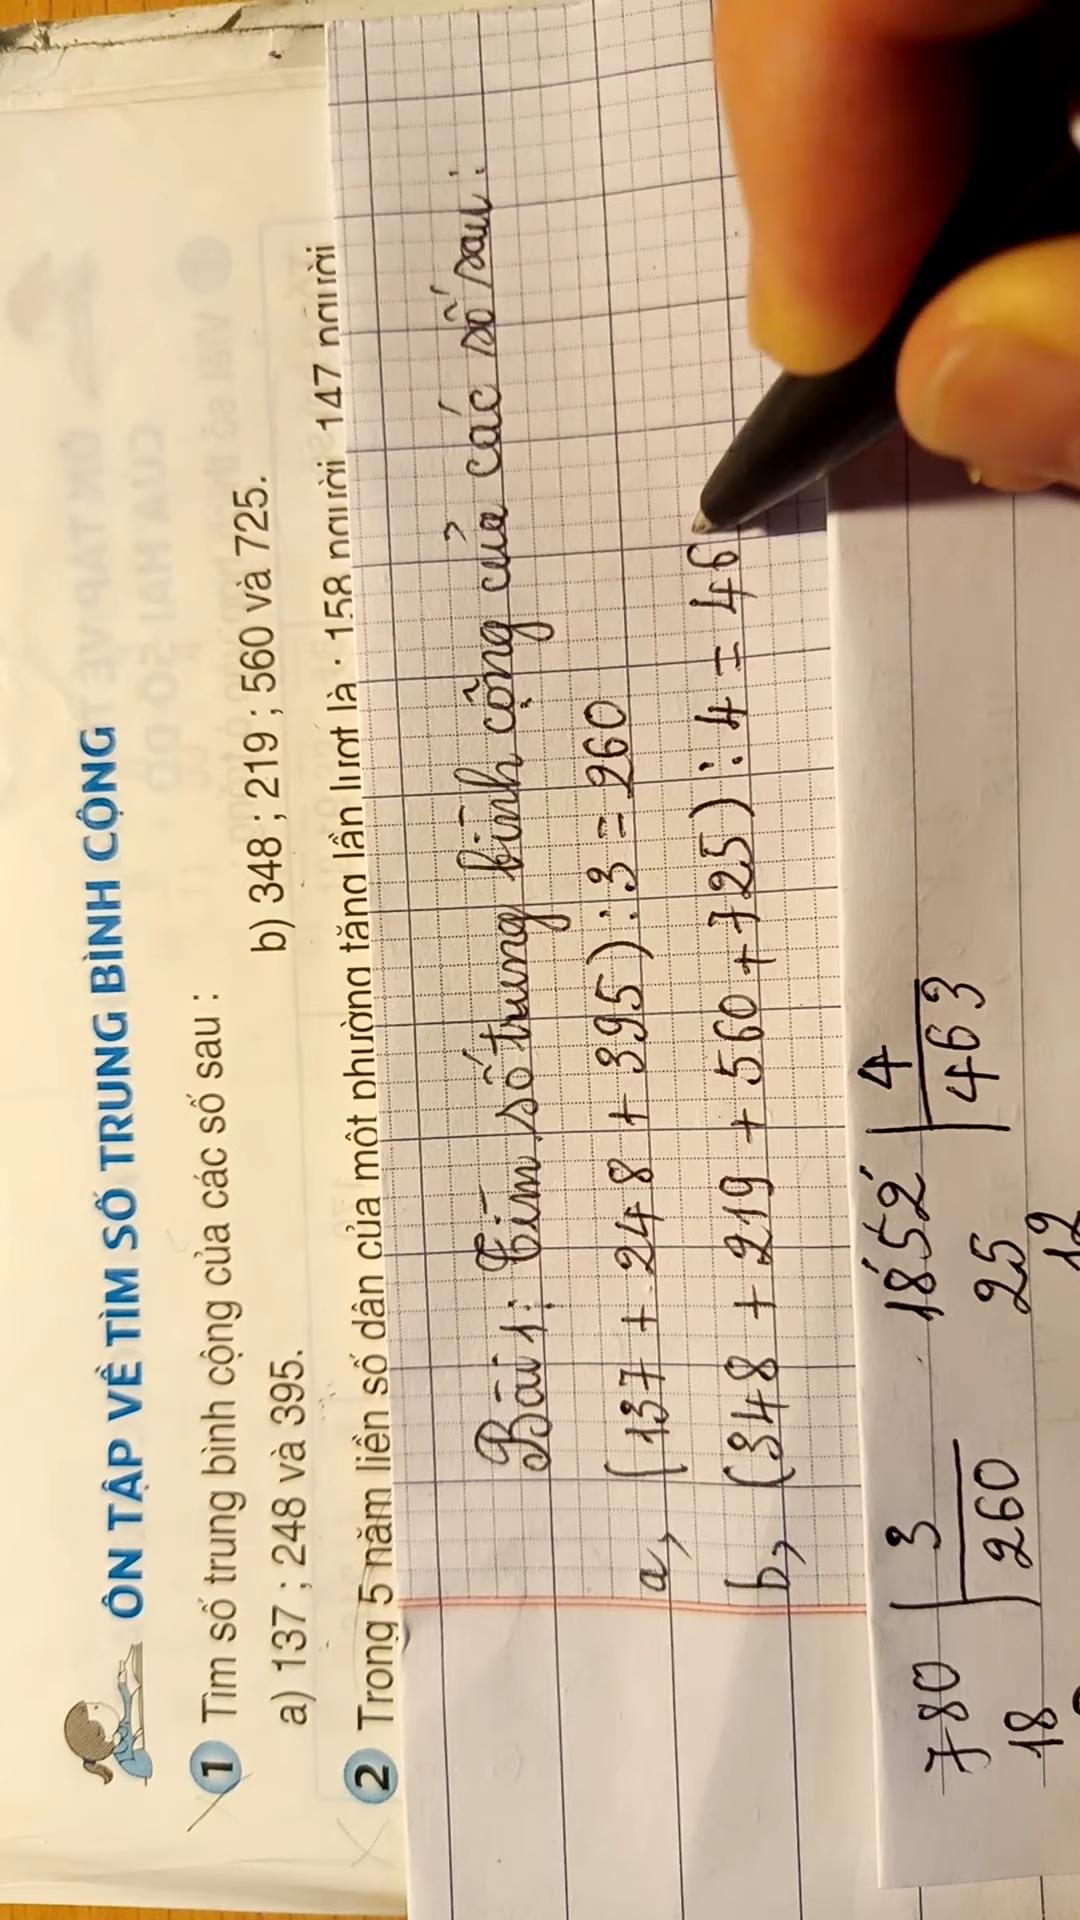 ÔN TẬP VỀ TÌM SỐ TRUNG BÌNH CỘNG
1 Tìm số trung bình cộng của các số sau :
a) 137 ; 248 và 395. b) 348 ; 219 ; 560 và 725.
2 Trong 5 năm liền số dân của một phường tăng lần lượt là : 158 người, 147 người
Bài 1: Tìm số trung bình cộng của các số sau:
a, (137 + 248 + 395) : 3 = 260
b, (348 + 219 + 560 + 725) : 4 = 46
780 3 1852 4
18 260 25 463
12